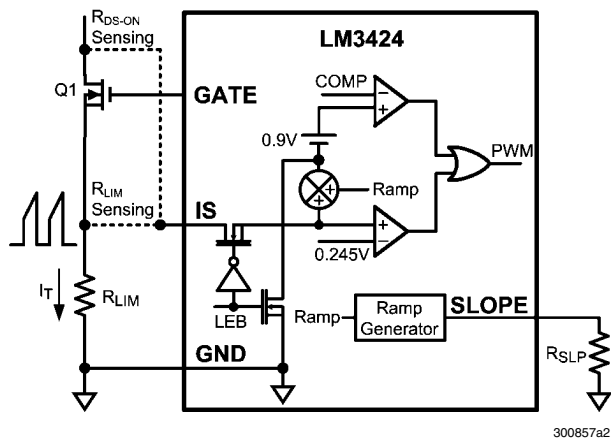 RDS-ON
Sensing
LM3424
Q1
GATE
COMP
−
+
0.9V
PWM
RLIM
Sensing
IS
+
+
Ramp
+
−
0.245V
IT
RLIM
LEB
Ramp
Ramp
Generator
SLOPE
GND
RSLP
300857a2